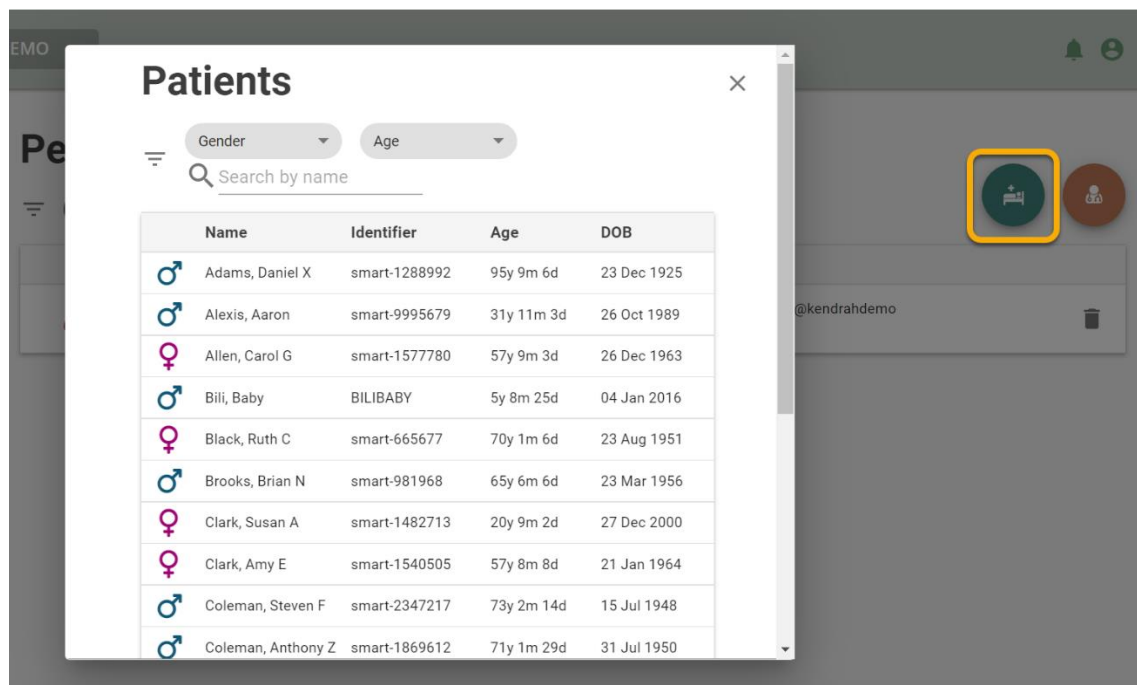 EMO
Patients
Pe
Gender Age
Search by name
Name Identifier Age DOB
Adams, Daniel X smart-1288992 95y 9m 6d 23 Dec 1925
Alexis, Aaron smart-9995679 31y 11m 3d 26 Oct 1989
@kendrahdemo
Allen, Carol G smart-1577780 57y 9m 3d 26 Dec 1963
Bili, Baby BILIBABY 5y 8m 25d 04 Jan 2016
Black, Ruth C smart-665677 70y 1m 6d 23 Aug 1951
Brooks, Brian N smart-981968 65y 6m 6d 23 Mar 1956
Clark, Susan A smart-1482713 20y 9m 2d 27 Dec 2000
Clark, Amy E smart-1540505 57y 8m 8d 21 Jan 1964
Coleman, Steven F smart-2347217 73y 2m 14d 15 Jul 1948
Coleman, Anthony Z smart-1869612 71y 1m 29d 31 Jul 1950